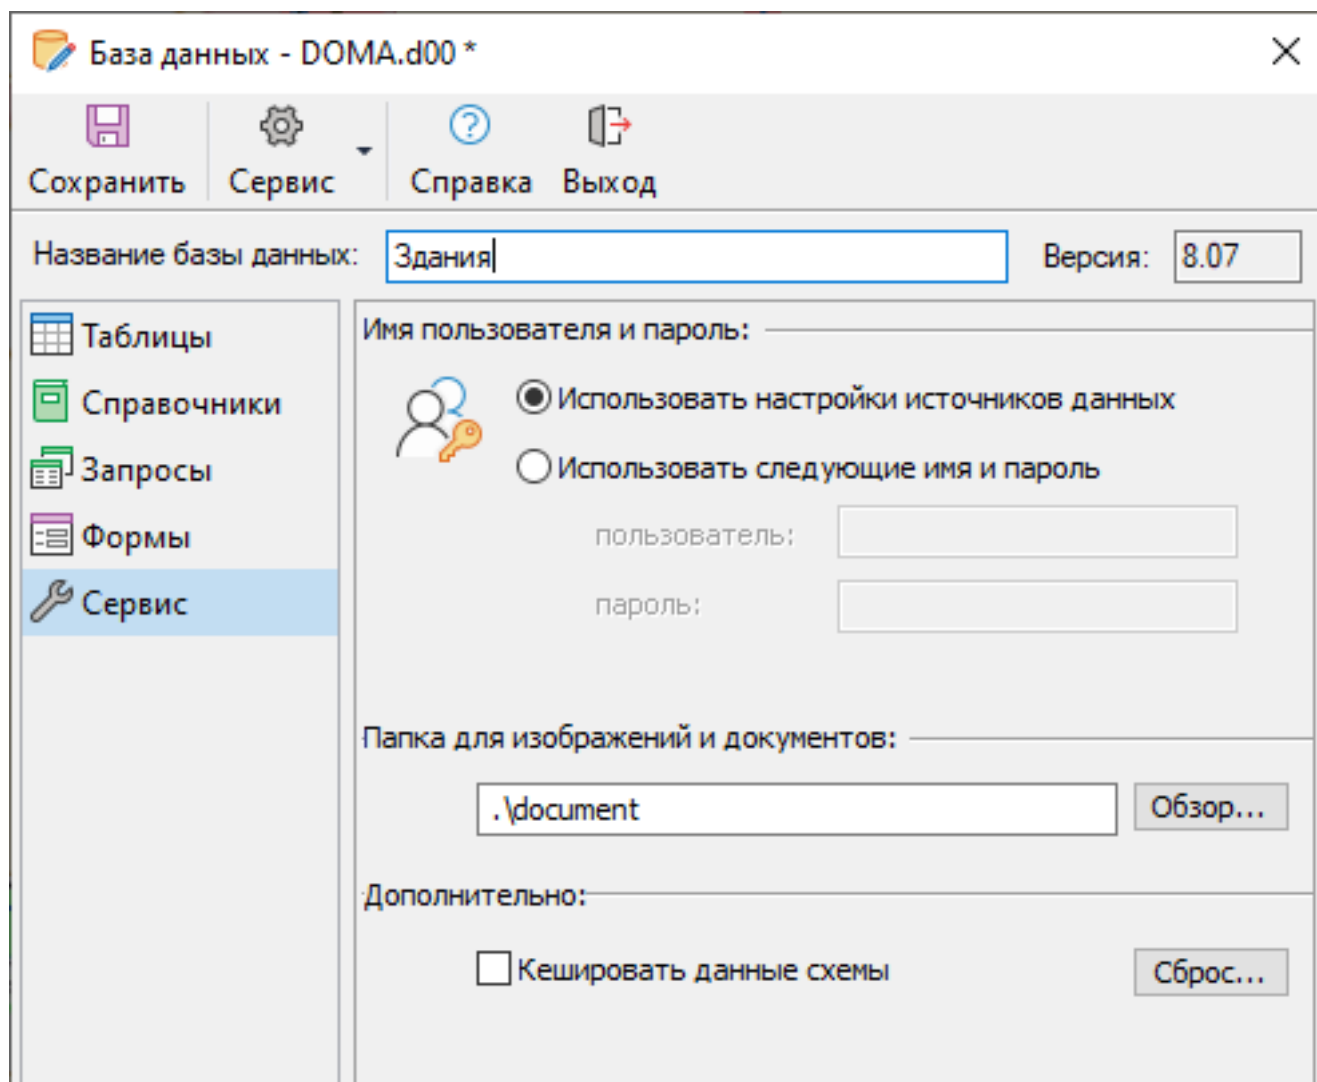 База данных - DOMA.d00 *
Сохранить Сервис Справка Выход
Название базы данных: Здания Версия: 8.07
Таблицы
Справочники
Запросы
Формы
Сервис
Имя пользователя и пароль:
Использовать настройки источников данных
Использовать следующие имя и пароль
пользователь:
пароль:
Папка для изображений и документов:
.\document Обзор...
Дополнительно:
Кешировать данные схемы Сброс...